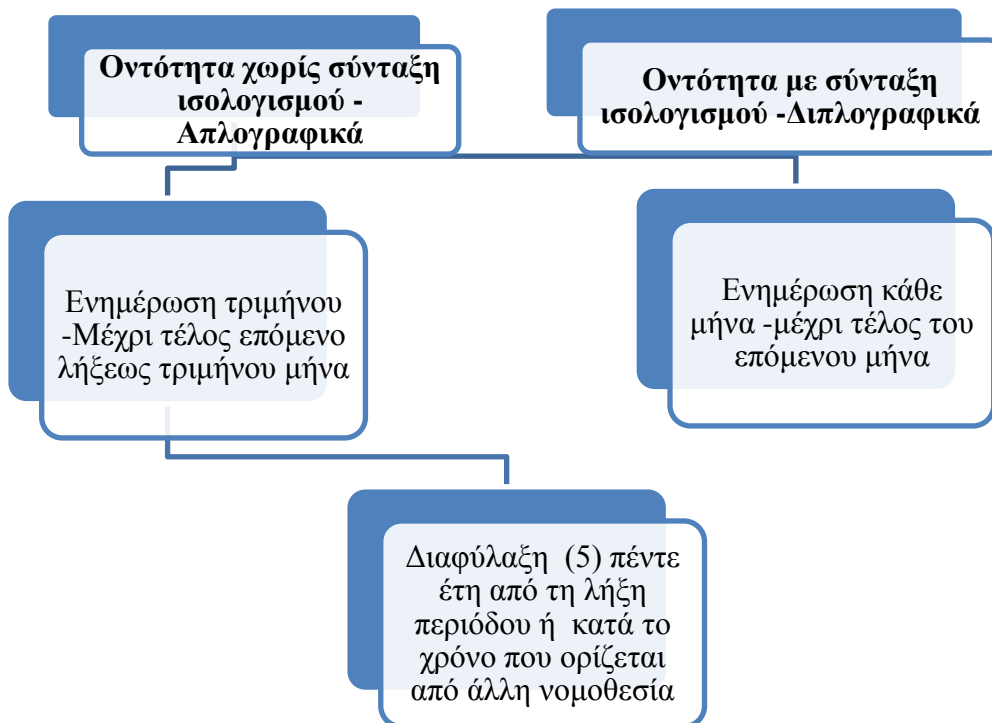 Οντότητα χωρίς σύνταξη
ισολογισμού -
Απλογραφικά
Οντότητα με σύνταξη
ισολογισμού -Διπλογραφικά
Ενημέρωση τριμήνου
-Μέχρι τέλος επόμενο
λήξεως τριμήνου μήνα
Ενημέρωση κάθε
μήνα -μέχρι τέλος του
επόμενου μήνα
Διαφύλαξη (5) πέντε
έτη από τη λήξη
περιόδου ή κατά το
χρόνο που ορίζεται
από άλλη νομοθεσία